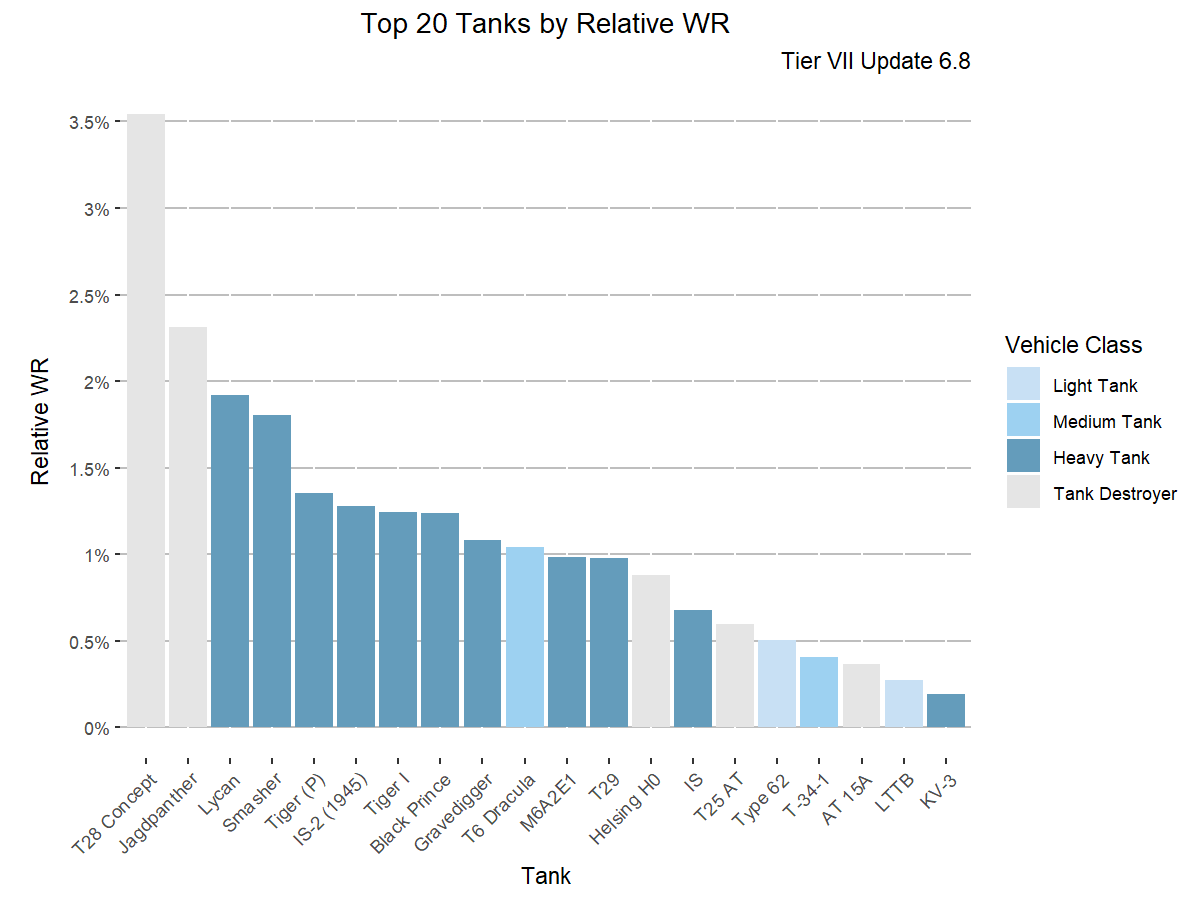 Top 20 Tanks by Relative WR
Tier VII Update 6.8
3.5%
3%
2.5%
2%
1.5%
1%
0.5%
0%
Relative WR
T28 Concept
Jagdpanther
Lycan
Smasher
Tiger (P)
IS-2 (1945)
Tiger I
Black Prince
Gravedigger
T6 Dracula
M6A2E1
T29
Helsing H0
IS
T25 AT
Type 62
T-34-1
AT 15A
LTTB
KV-3
Tank
Vehicle Class
Light Tank
Medium Tank
Heavy Tank
Tank Destroyer